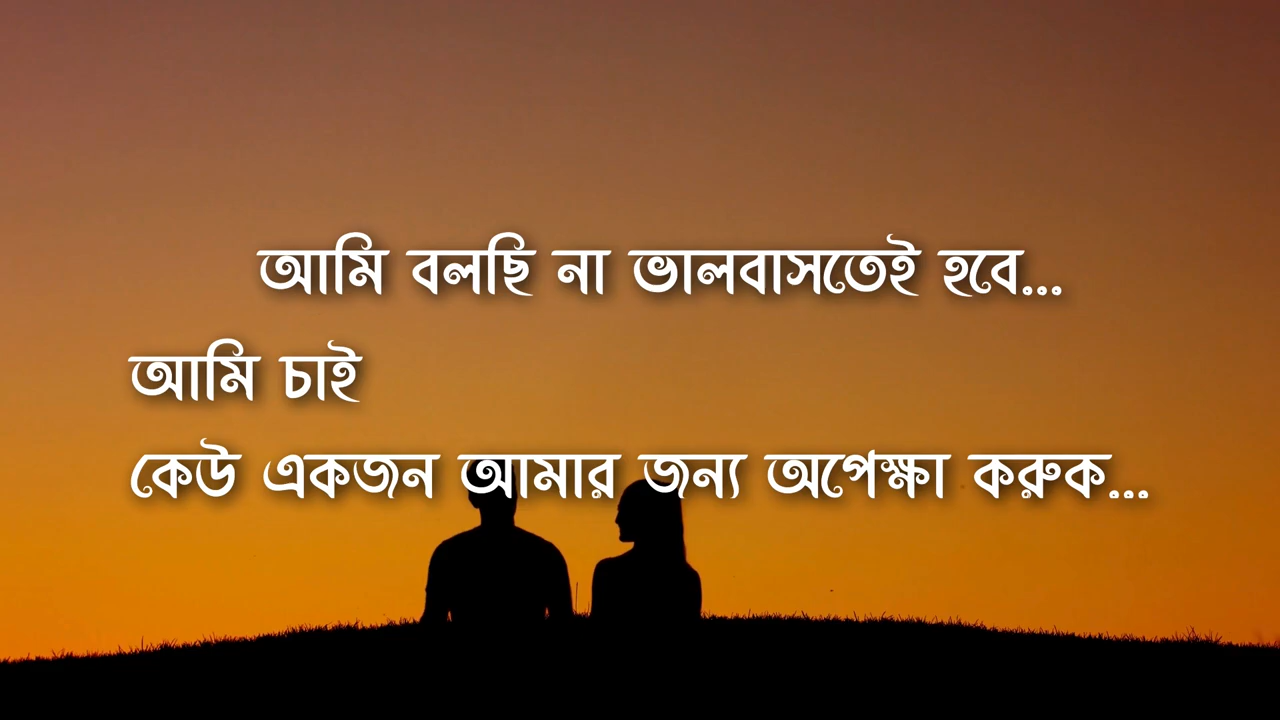 আমি বলছি না ভালবাসতেই হবে...
আমি চাই
কেউ একজন আমার জন্য অপেক্ষা করুক...